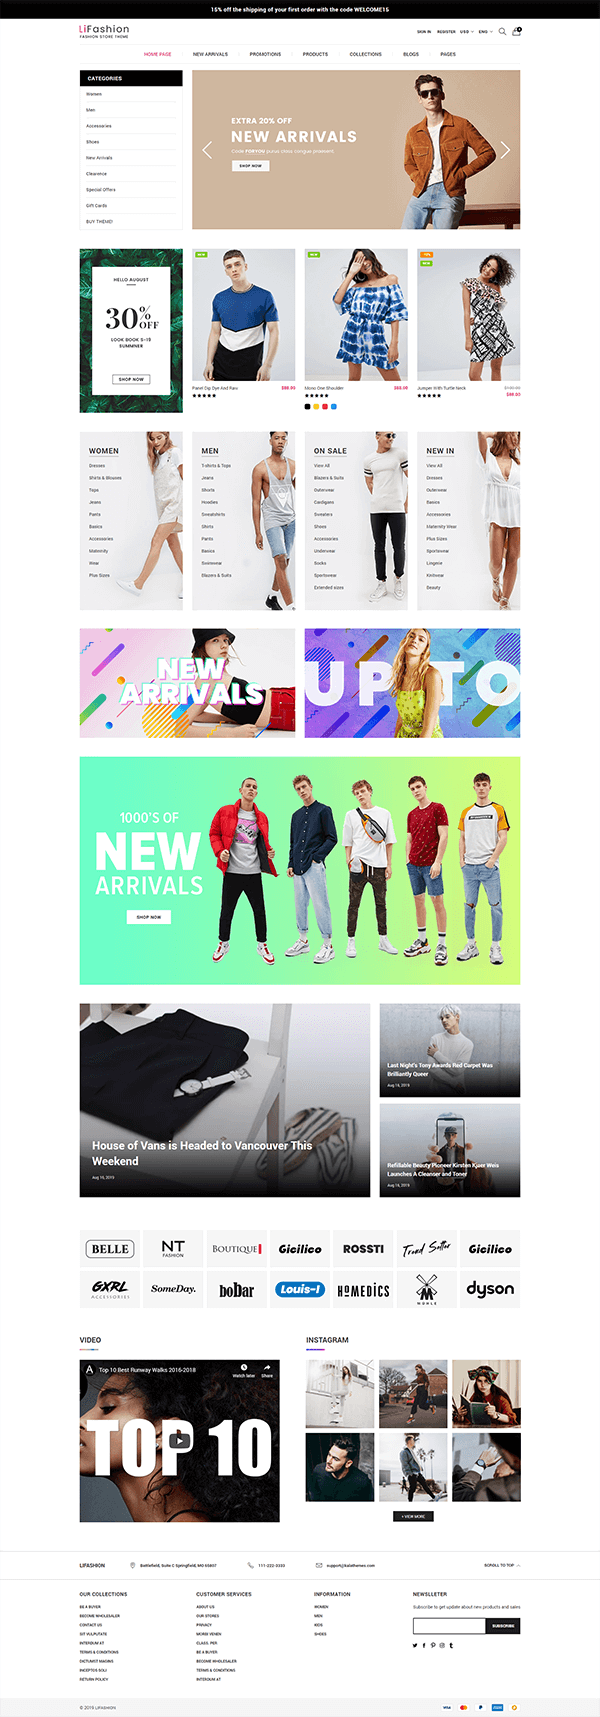 15% off the shipping of your first order with the code WELCOME15
LiFashion
FASHION STORE THEME
SIGN IN REGISTER USD ENG 0
HOME PAGE NEW ARRIVALS PROMOTIONS PRODUCTS COLLECTIONS BLOGS PAGES
CATEGORIES
Women
Men
Accessories
Shoes
New Arrivals
Clearence
Special Offers
Gift Cards
BUY THEME!
EXTRA 20% OFF
NEW ARRIVALS
Code FORYOU purus cress congue praesent.
SHOP NOW
HELLO AUGUST
30%
OFF
LOOK BOOK 5-19
SUMMNER
SHOP NOW
NEW
Panel Dip Dye And Raw
NEW
Mono One Shoulder
NEW
Jumper With Turtle Neck
WOMEN
Dresses
Shirts & Blouses
Tops
Jeans
Pants
Basics
Accessories
Maternity
Wear
Plus Sizes
MEN
T-shirts & Tops
Jeans
Shorts
Hoodies
Sweatshirts
Shirts
Pants
Basics
Swimwear
Blazers & Suits
ON SALE
View All
Blazers & Suits
Outerwear
Cardigans
Sweaters
Shoes
Accessories
Underwear
Socks
Sportswear
Extended sizes
NEW IN
View All
Dresses
Outerwear
Basics
Accessories
Maternity Wear
Plus Sizes
Sportswear
Lingerie
Knitwear
Beauty
NEW
ARRIVALS
UP TO
1000'S OF
NEW
ARRIVALS
SHOP NOW
House of Vans is Headed to Vancouver This
Weekend
Aug 16, 2019
Last Night's Tony Awards Red Carpet Was
Brilliantly Queer
Aug 16, 2019
Refillable Beauty Pioneer Kirsten Kjaer Weis
Launches A Cleanser and Toner
Aug 16, 2019
BELLE
NT
FASHION
BOUTIQUE
Gicilico
ROSSTI
Trend Setter
Gicilico
GXRL
ACCESSORIES
SomeDay.
boBar
Louis-I
HOMEDICS
MÜHLE
dyson
VIDEO
A Top 10 Best Runway Walks 2016-2018
Watch later Share
TOP 10
INSTAGRAM
+ VIEW MORE
LIFASHION
Battlefield, Suite C Springfield, MO 65807
111-222-3333
support@kalathemes.com
SCROLL TO TOP
OUR COLLECTIONS
BE A BUYER
BECOME WHOLESALER
CONTACT US
SIT VULPUTATE
INTERDUM AT
TERMS & CONDITIONS
DICTUMST MAGINS
INCEPTOS SOLI
RETURN POLICY
CUSTOMER SERVICES
ABOUT US
OUR STORES
PRIVACY
MORBI VENEN
CLASS. PER
BE A BUYER
BECOME WHOLESALER
TERMS & CONDITIONS
INTERDUM AT
INFORMATION
WOMEN
MEN
KIDS
SHOES
NEWSLLETER
Subscribe to get update about new products and sales
SUBSCRIBE
© 2019 LIFASHION
VISA